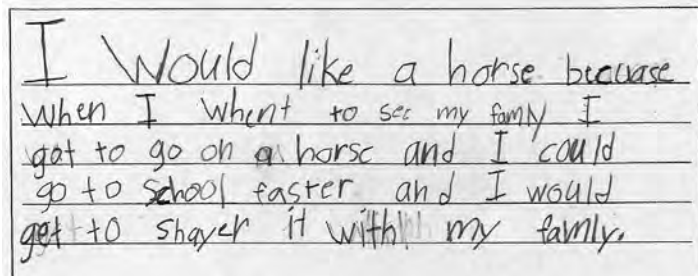 I Would like a horse becuase
when I whent to see my famly I
got to go on a horse and I could
go to school faster and I would
get to shayer it with my famly.